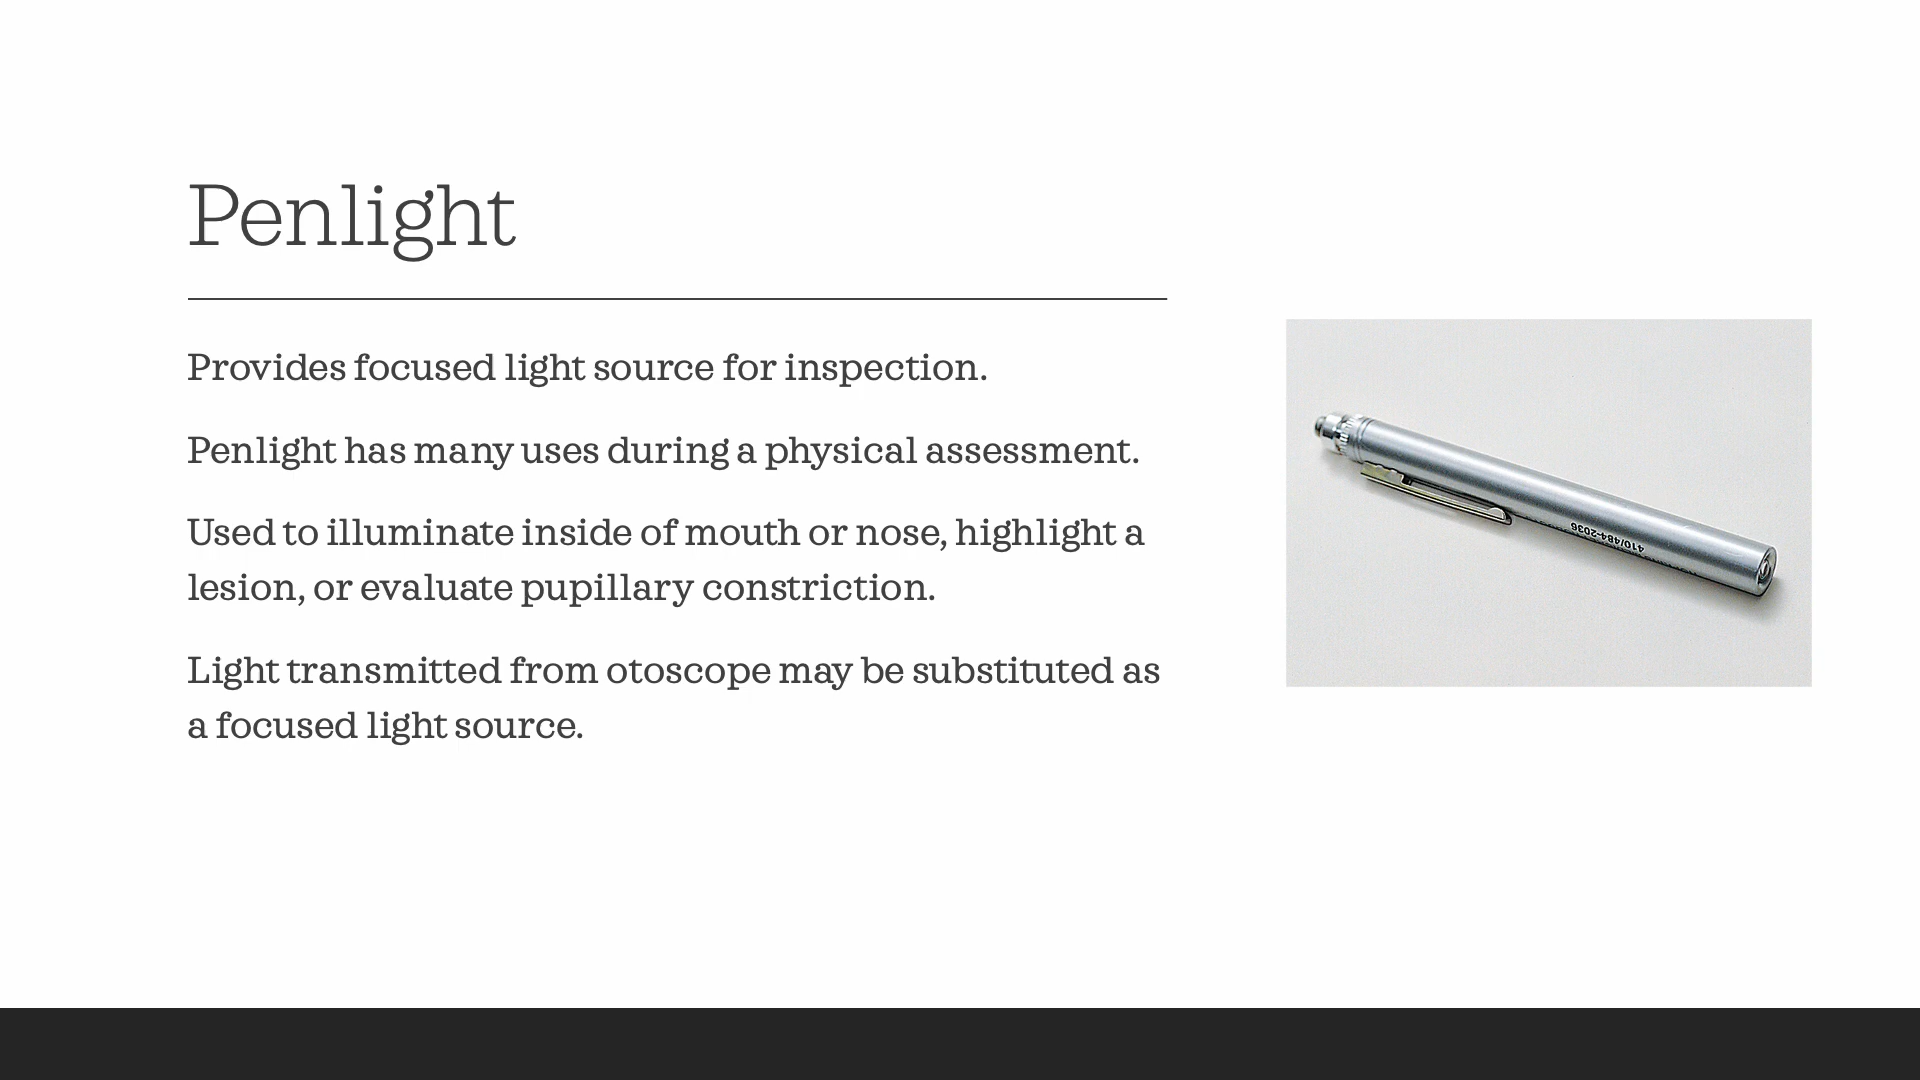 Penlight
Provides focused light source for inspection.
Penlight has many uses during a physical assessment.
Used to illuminate inside of mouth or nose, highlight a
lesion, or evaluate pupillary constriction.
Light transmitted from otoscope may be substituted as
a focused light source.
410/484-2036